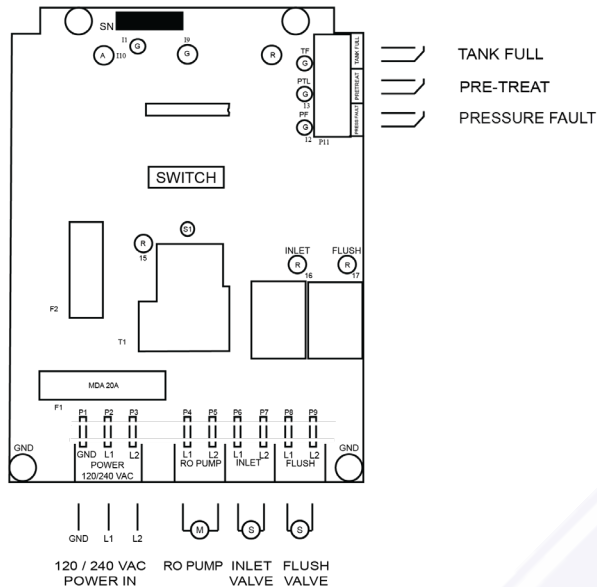 SN
I1
G
I9
G
A
I10
R
TF
G
PTL
G
I3
PF
G
I2
P11
TANK FULL
PRETREAT
PRESS FAULT
TANK FULL
PRE-TREAT
PRESSURE FAULT
SWITCH
S1
R
15
INLET
R
16
FLUSH
R
17
F2
T1
MDA 20A
F1
P1 P2 P3 P4 P5 P6 P7 P8 P9
GND GND L1 L2 L1 L2 L1 L2 L1 L2 GND
POWER RO PUMP INLET FLUSH
120/240 VAC
M S S
GND L1 L2
120 / 240 VAC RO PUMP INLET FLUSH
POWER IN VALVE VALVE